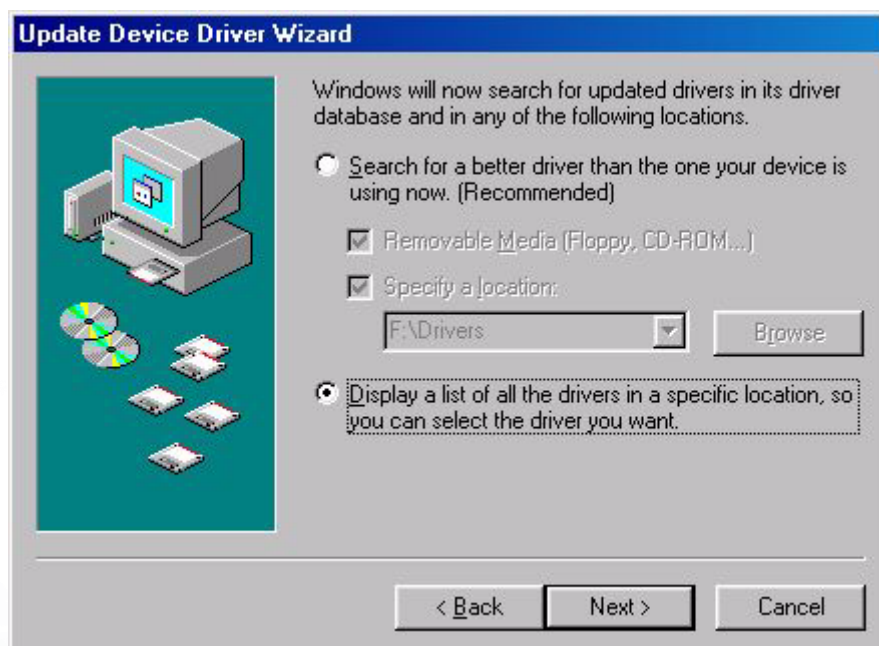 Update Device Driver Wizard
Windows will now search for updated drivers in its driver
database and in any of the following locations.
Search for a better driver than the one your device is
using now. (Recommended)
Removable Media (Floppy, CD-ROM...)
Specify a location:
F:\Drivers
Browse
Display a list of all the drivers in a specific location, so
you can select the driver you want.
< Back
Next >
Cancel